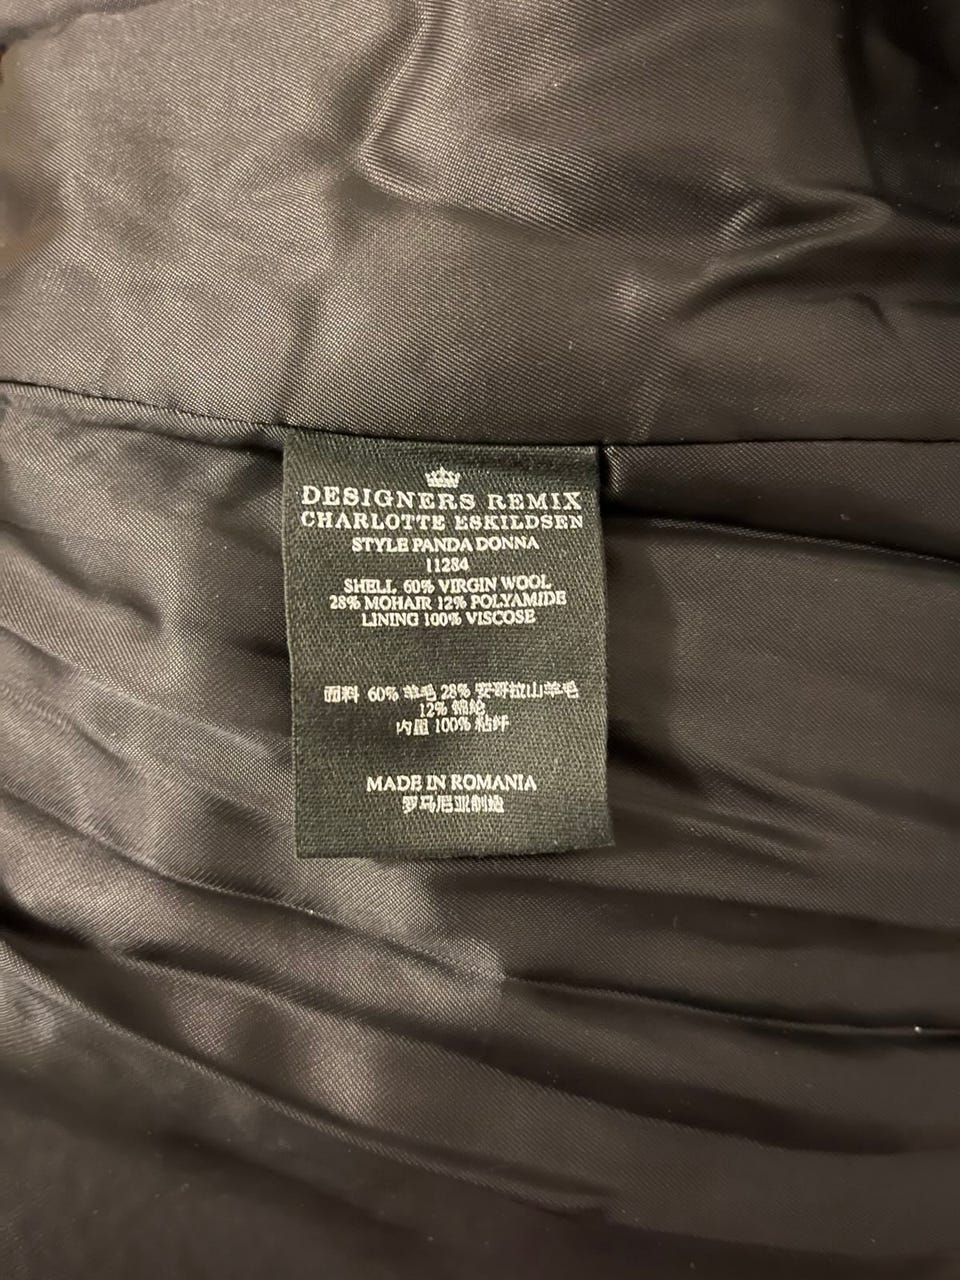 DESIGNERS REMIX
CHARLOTTE ESKILDSEN
STYLE PANDA DONNA
11284
SHELL 60% VIRGIN WOOL
28% MOHAIR 12% POLYAMIDE
LINING 100% VISCOSE
面料 60% 羊毛 28% 安哥拉山羊毛
12% 锦纶
内里 100% 粘纤
MADE IN ROMANIA
罗马尼亚制造